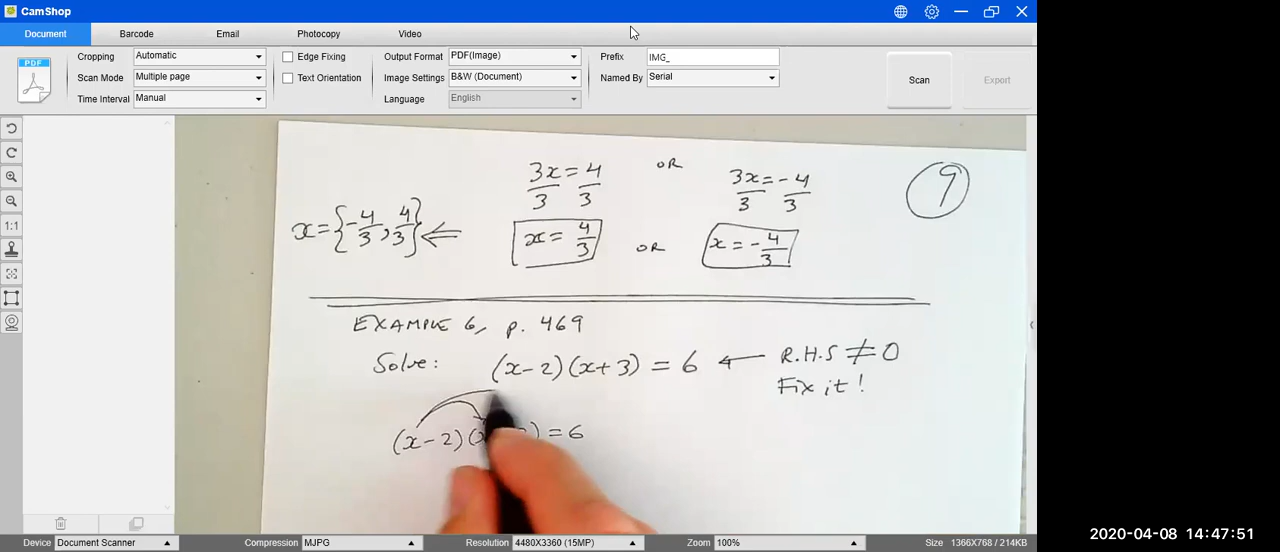 CamShop
Document Barcode Email Photocopy Video
PDF
Cropping Automatic Edge Fixing Output Format PDF(Image) Prefix IMG_
Scan Mode Multiple page Text Orientation Image Settings B&W (Document) Named By Serial Scan Export
Time Interval Manual Language English
3x = 4 OR 3x = -4
3 3 3 3
9
x = {-4/3, 4/3} ⇐ x = 4/3 OR x = -4/3
EXAMPLE 6, p. 469
Solve: (x-2)(x+3) = 6 ← R.H.S ≠ 0
Fix it!
(x-2)(x ) = 6
1:1
Device Document Scanner Compression MJPG Resolution 4480X3360 (15MP) Zoom 100% Size 1366X768 / 214KB
2020-04-08 14:47:51